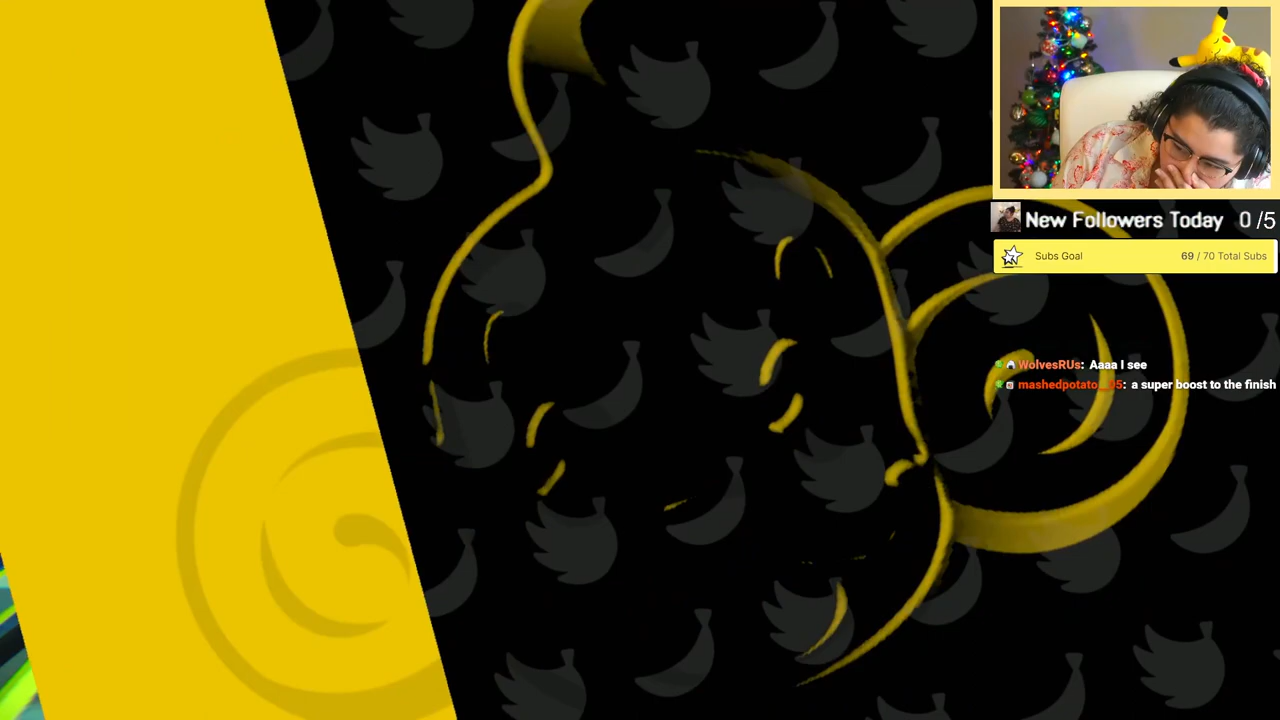 New Followers Today 0 /5
Subs Goal 69 / 70 Total Subs
WolvesRUs: Aaaa I see
mashedpotato__05: a super boost to the finish